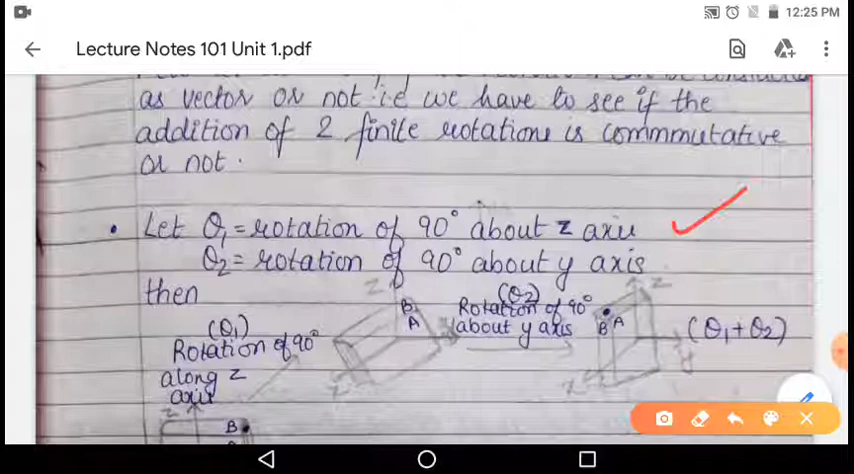 12:25 PM
Lecture Notes 101 Unit 1.pdf
as vector or not i.e we have to see if the
addition of 2 finite rotations is commmutative
or not.
• Let θ₁ = rotation of 90° about z axis
θ₂ = rotation of 90° about y axis
then
(θ₁)
Rotation of 90°
along z
axis
z
B
A
x
(θ₂)
Rotation of 90°
about y axis
z
B A
y
x
(θ₁+θ₂)
z
B